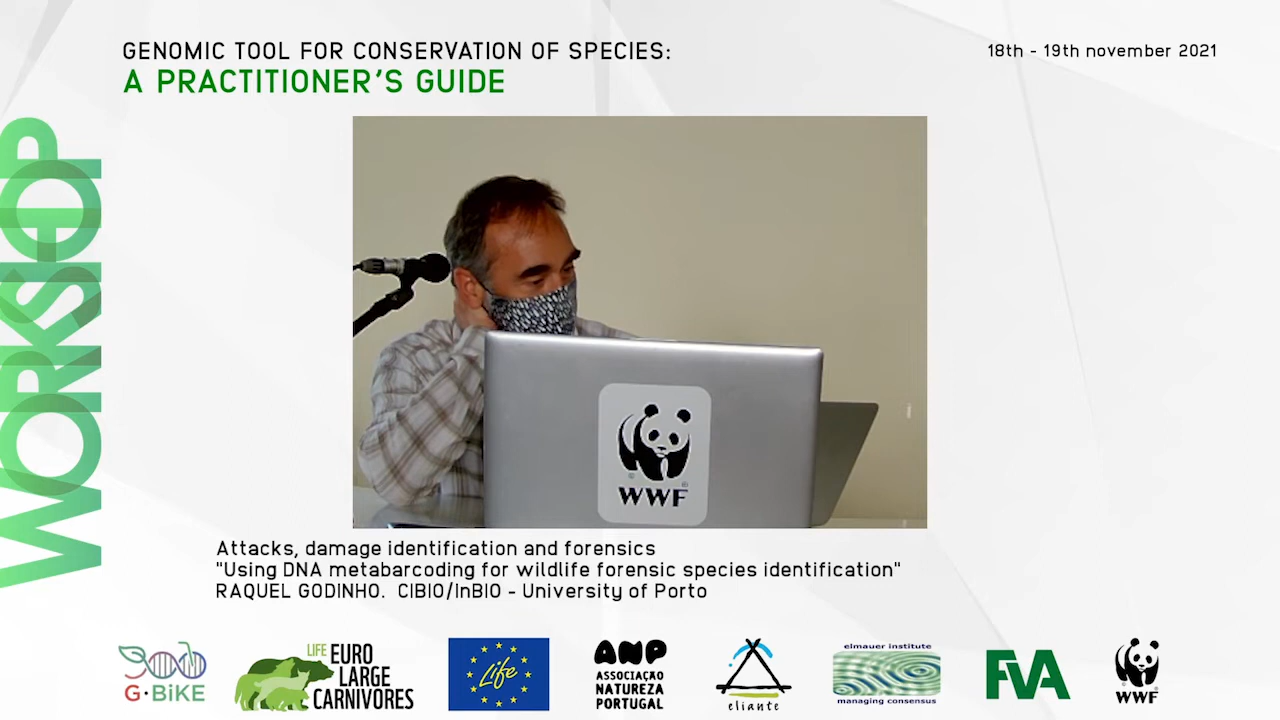 GENOMIC TOOL FOR CONSERVATION OF SPECIES:
A PRACTITIONER'S GUIDE
18th - 19th november 2021
WORKSHOP
WWF
Attacks, damage identification and forensics
"Using DNA metabarcoding for wildlife forensic species identification"
RAQUEL GODINHO. CIBIO/InBIO - University of Porto
G·BiKE
LIFE EURO
LARGE
CARNIVORES
Life
ANP
ASSOCIAÇÃO
NATUREZA
PORTUGAL
eliante
elmauer institute
managing consensus
FVA
WWF